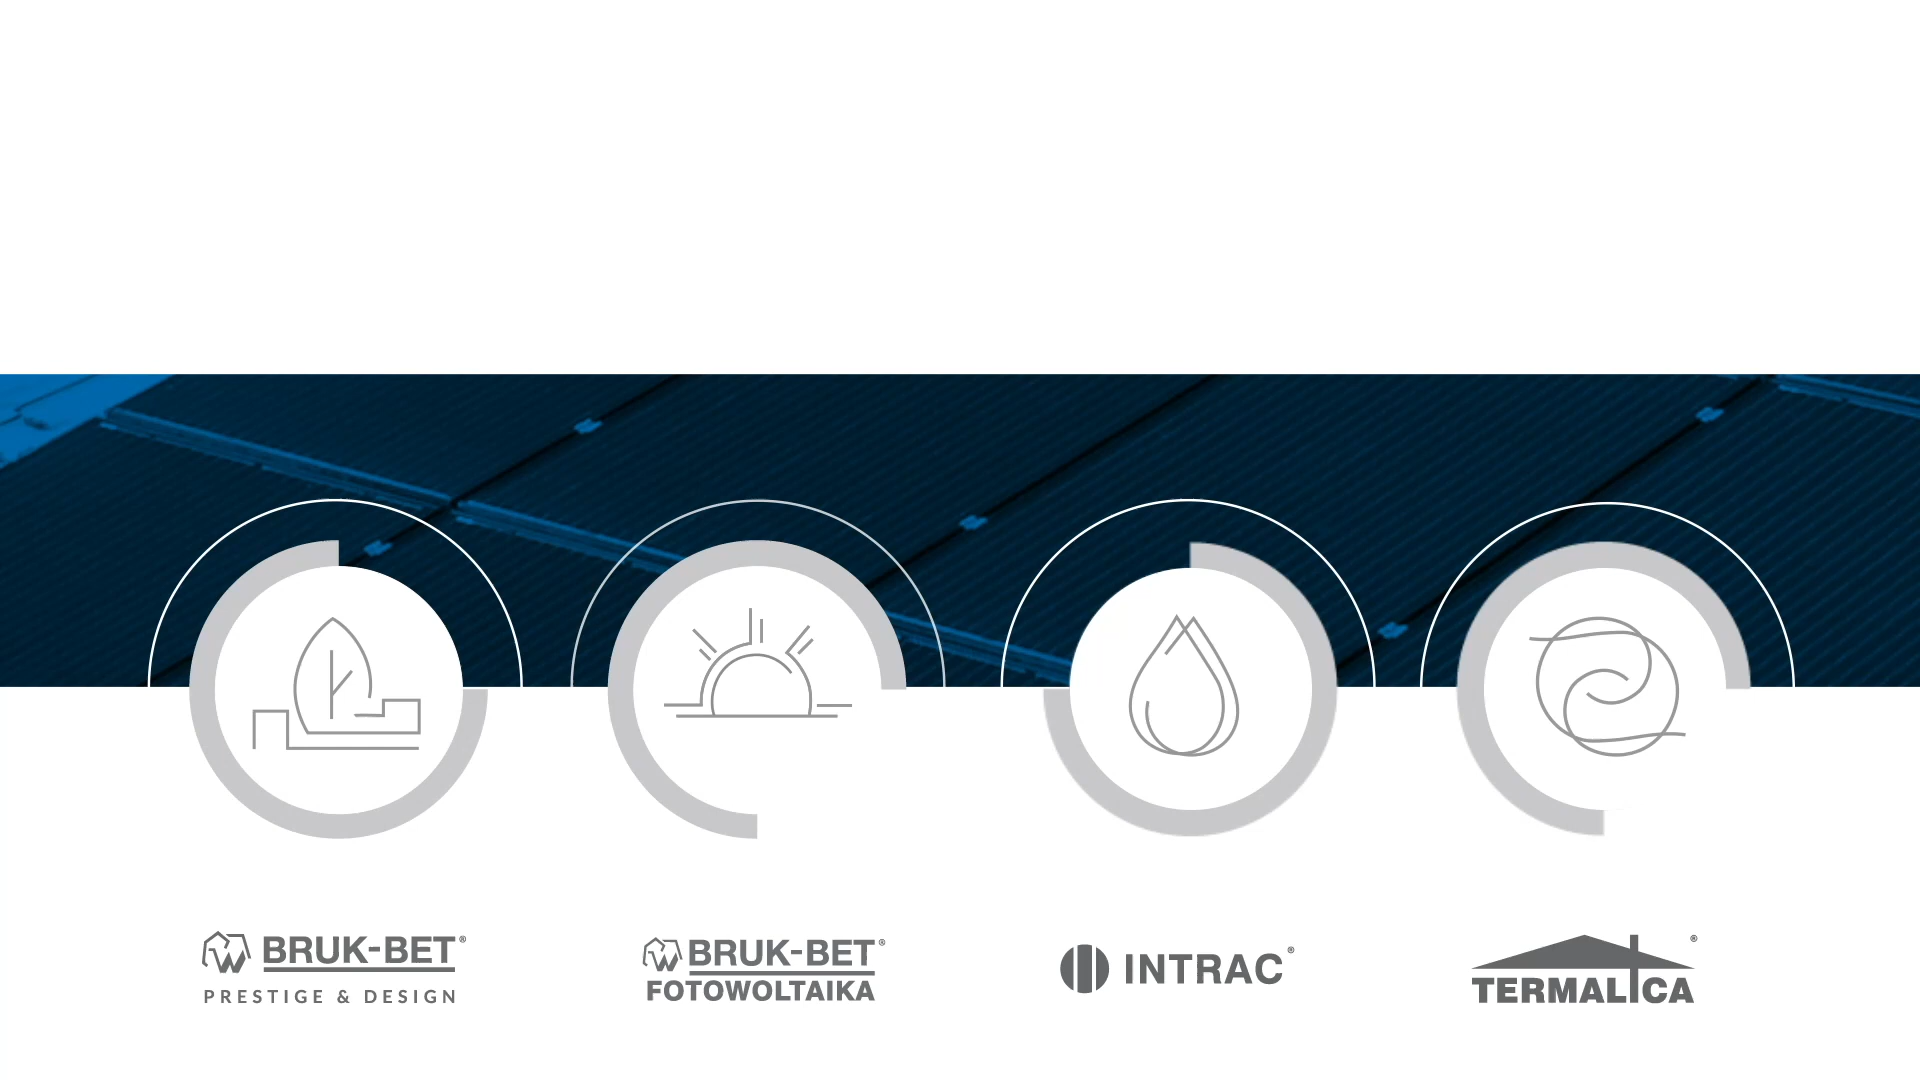 BRUK-BET®
PRESTIGE & DESIGN
BRUK-BET®
FOTOWOLTAIKA
INTRAC®
TERMALICA®